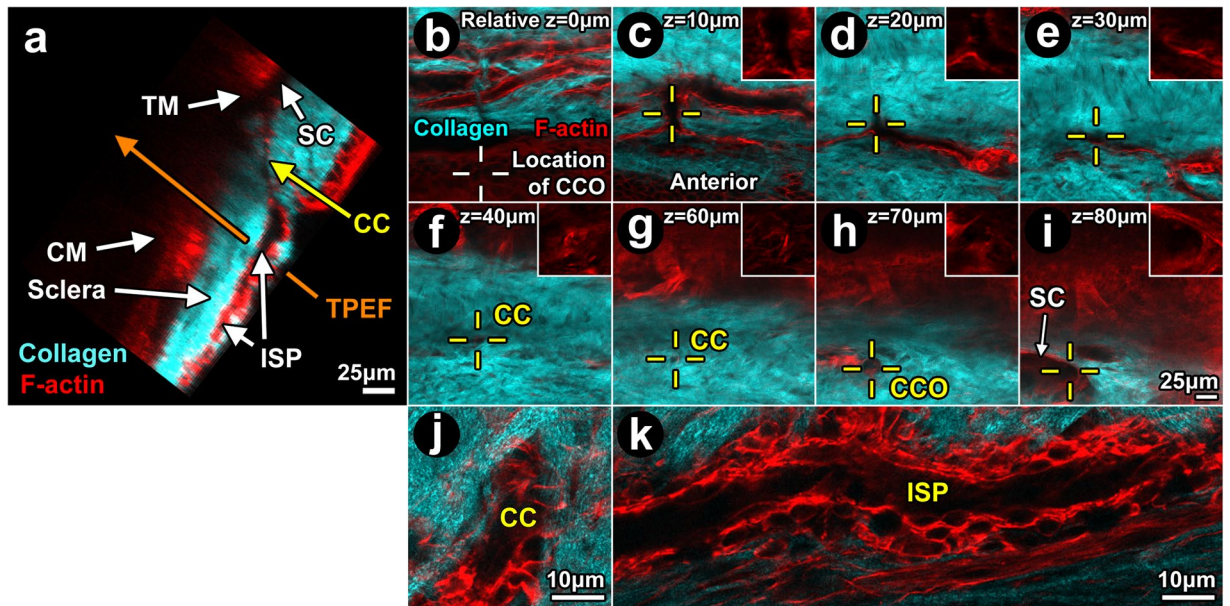 a
TM
SC
CC
CM
Sclera
TPEF
ISP
Collagen
F-actin
25µm
b
Relative z=0µm
Collagen
F-actin
Location
of CCO
c
z=10µm
Anterior
d
z=20µm
e
z=30µm
f
z=40µm
CC
g
z=60µm
CC
h
z=70µm
CCO
i
z=80µm
SC
25µm
j
CC
10µm
k
ISP
10µm